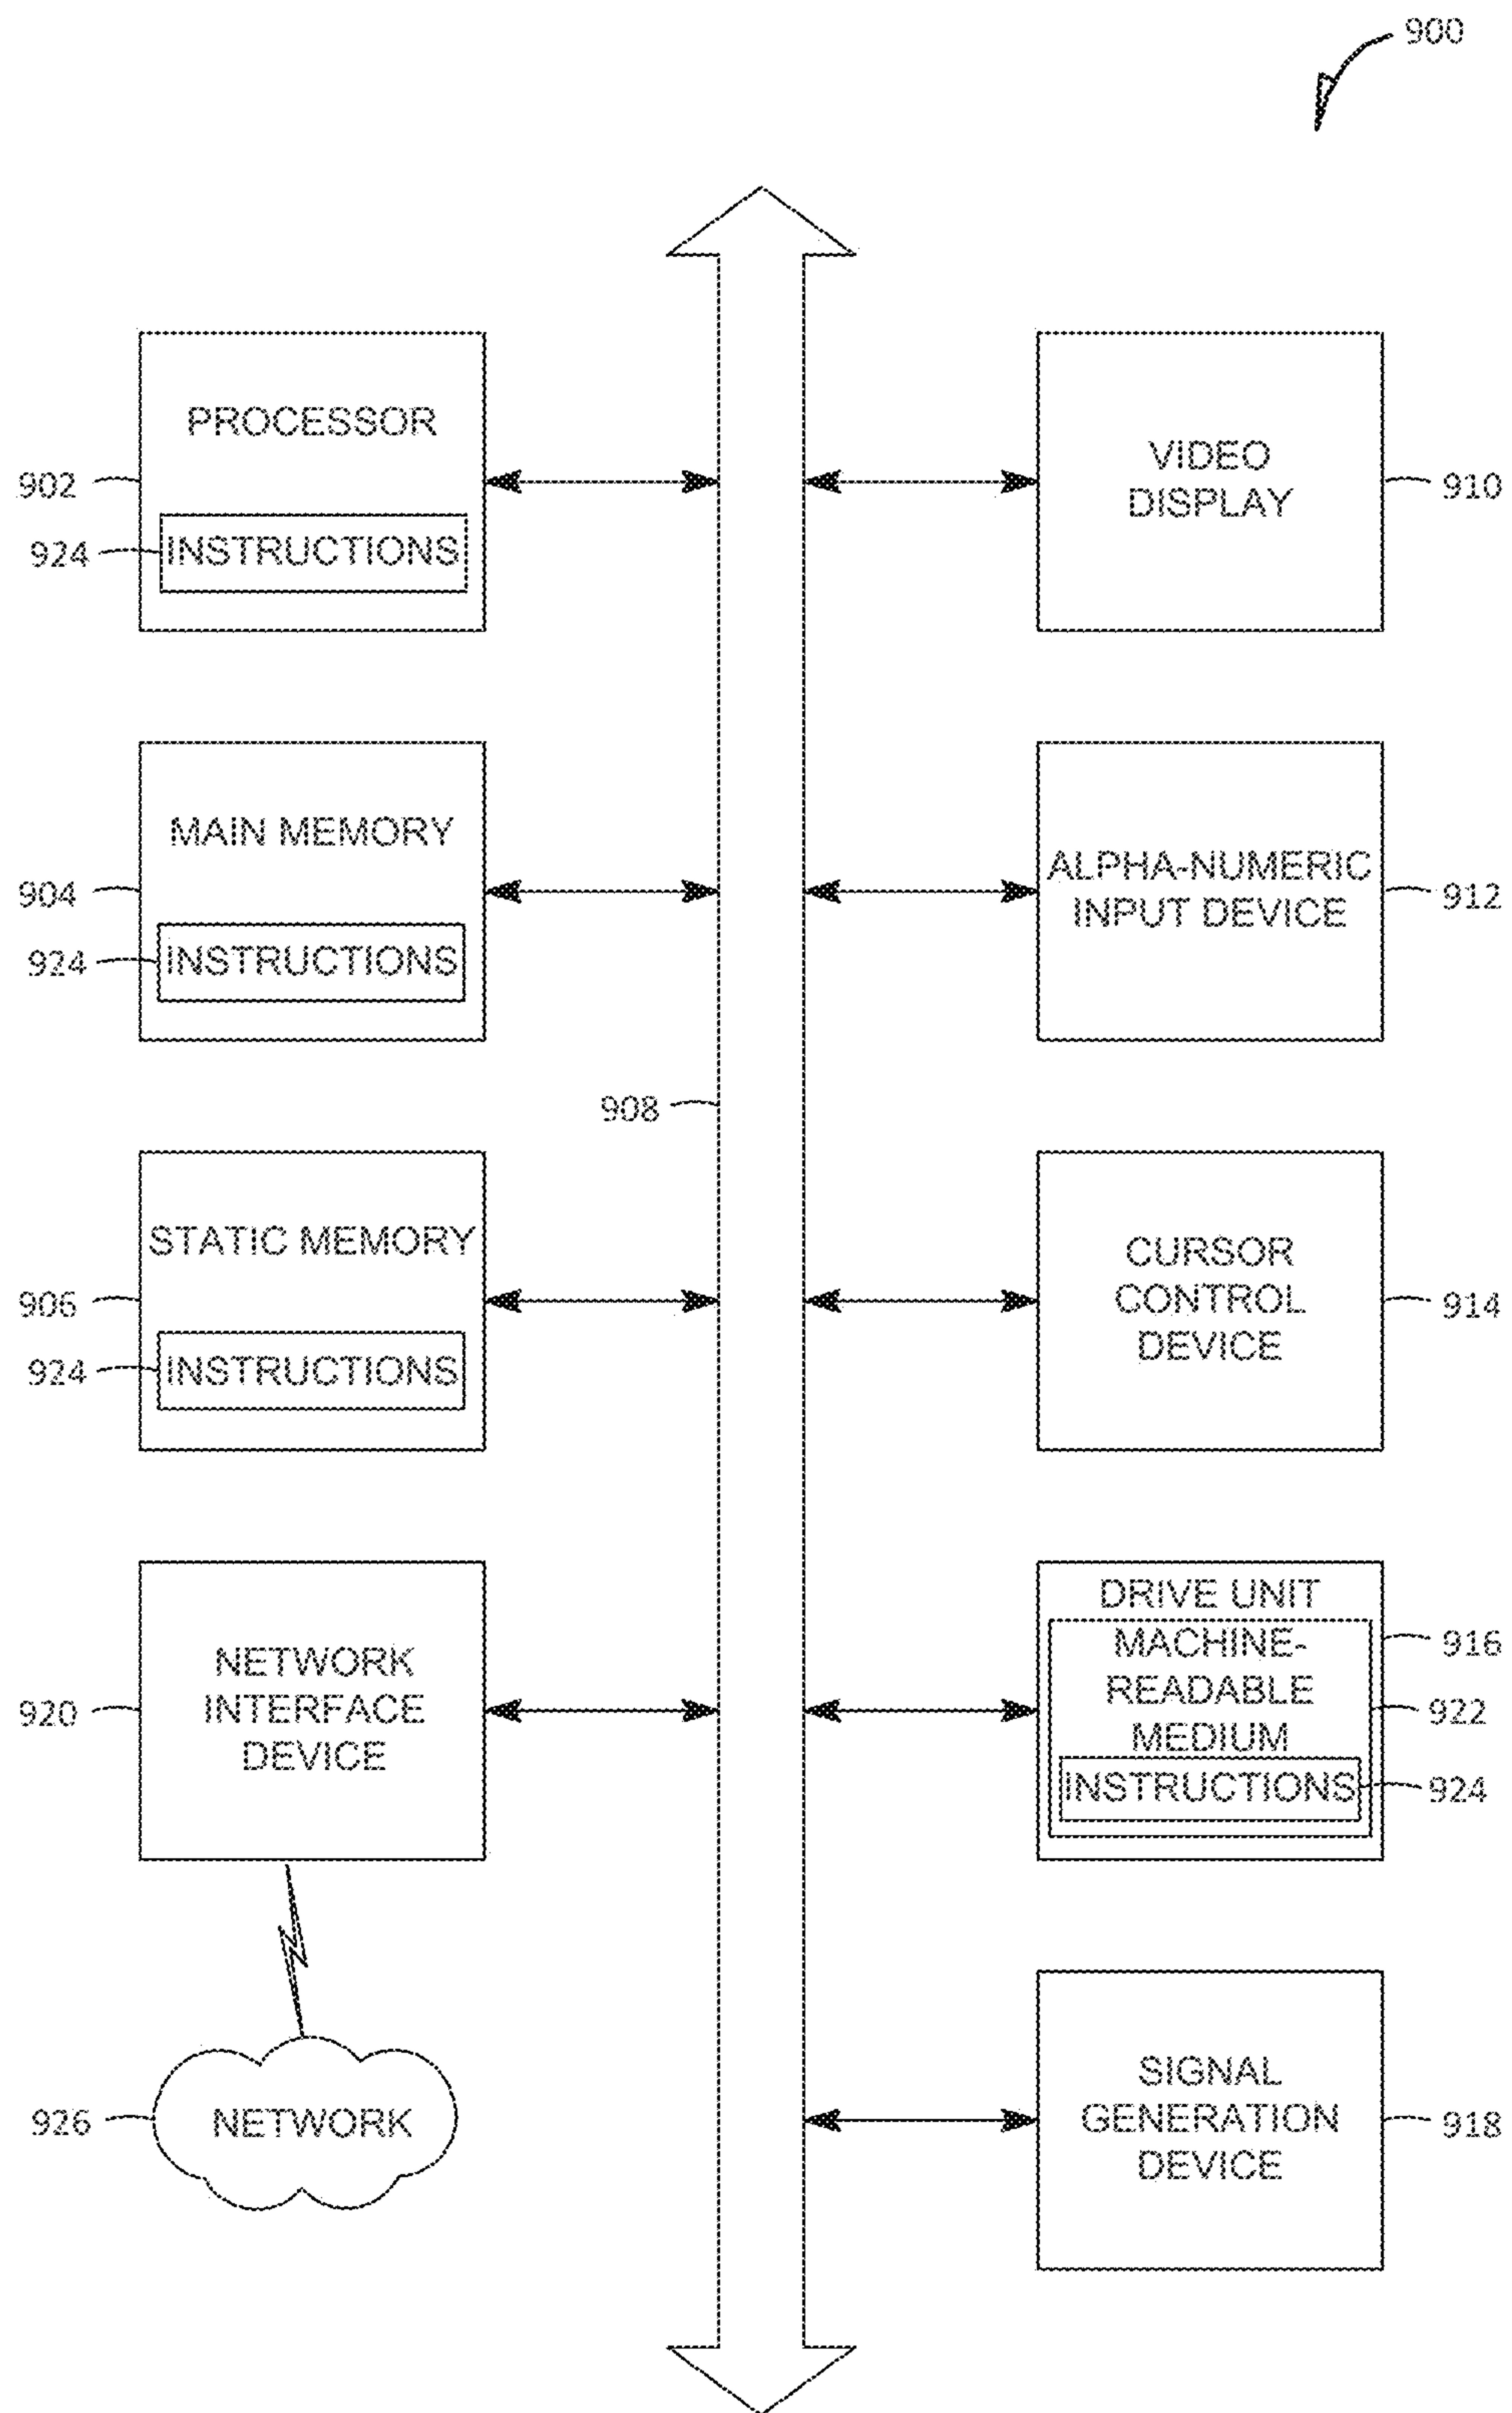 900
PROCESSOR
902
924
INSTRUCTIONS
VIDEO
DISPLAY
910
MAIN MEMORY
904
924
INSTRUCTIONS
ALPHA-NUMERIC
INPUT DEVICE
912
908
STATIC MEMORY
906
924
INSTRUCTIONS
CURSOR
CONTROL
DEVICE
914
NETWORK
INTERFACE
DEVICE
920
DRIVE UNIT
MACHINE-
READABLE
MEDIUM
INSTRUCTIONS
916
922
924
NETWORK
926
SIGNAL
GENERATION
DEVICE
918